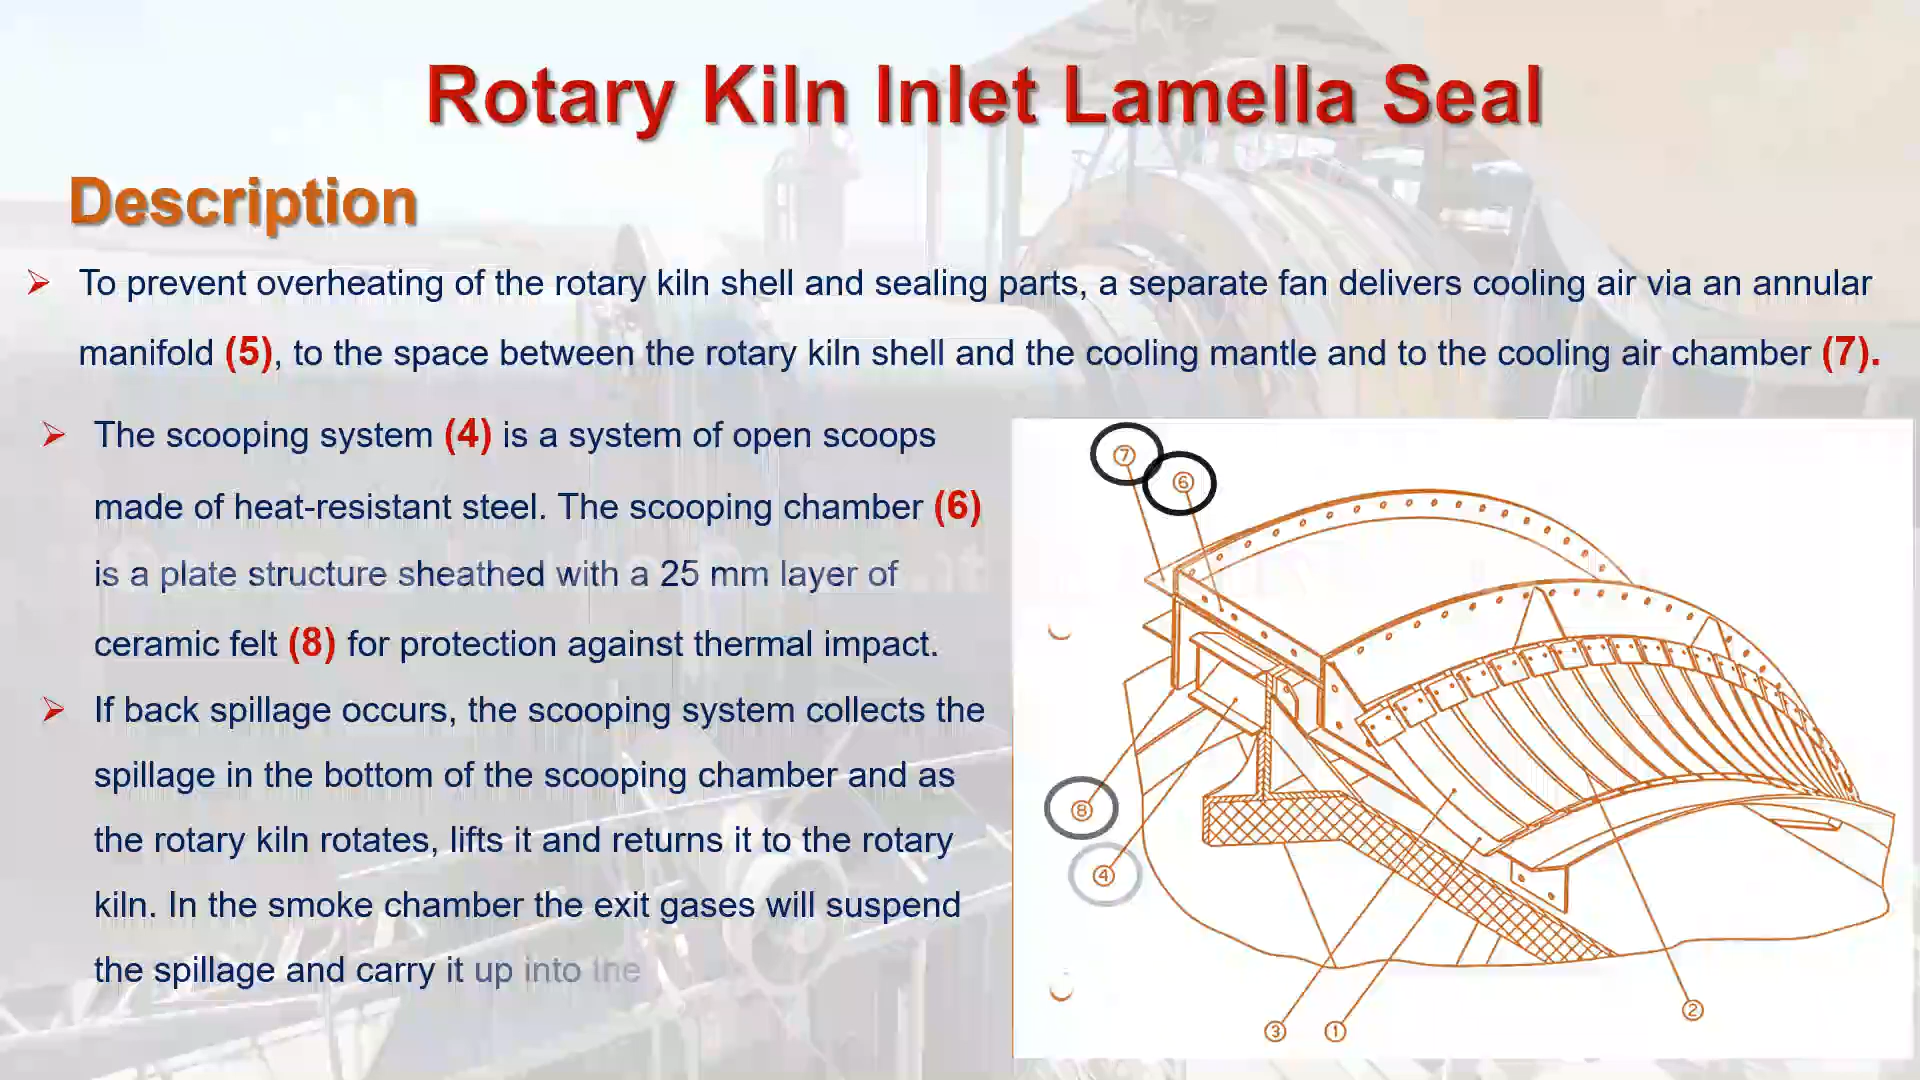 Rotary Kiln Inlet Lamella Seal
Description
➢ To prevent overheating of the rotary kiln shell and sealing parts, a separate fan delivers cooling air via an annular
manifold (5), to the space between the rotary kiln shell and the cooling mantle and to the cooling air chamber (7).
➢ The scooping system (4) is a system of open scoops
made of heat-resistant steel. The scooping chamber (6)
is a plate structure sheathed with a 25 mm layer of
ceramic felt (8) for protection against thermal impact.
➢ If back spillage occurs, the scooping system collects the
spillage in the bottom of the scooping chamber and as
the rotary kiln rotates, lifts it and returns it to the rotary
kiln. In the smoke chamber the exit gases will suspend
the spillage and carry it up into the
7
6
8
4
3
1
2